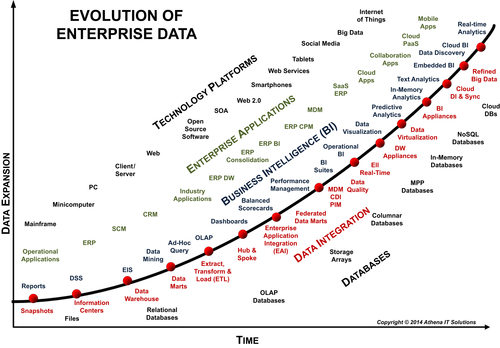 EVOLUTION OF
ENTERPRISE DATA
Internet
of Things
Mobile
Apps
Real-time
Analytics
Big Data
Cloud
PaaS
Cloud BI
Social Media
Data Discovery
Collaboration
Apps
Embedded BI
Refined
Big Data
Tablets
Cloud
Apps
Text Analytics
Web Services
SaaS
ERP
In-Memory
Analytics
Cloud
DI & Sync
Smartphones
TECHNOLOGY PLATFORMS
Web 2.0
MDM
Predictive
Analytics
BI
Appliances
Cloud
DBs
SOA
Open
Source
Software
ENTERPRISE APPLICATIONS
ERP CPM
Data
Visualization
Data
Virtualization
NoSQL
Databases
ERP BI
Operational
BI
DW
Appliances
Web
ERP
Consolidation
BUSINESS INTELLIGENCE (BI)
EII
Real-Time
In-Memory
Databases
Client/
Server
ERP DW
BI
Suites
Data
Quality
MPP
Databases
PC
Industry
Applications
Performance
Management
MDM
CDI
PIM
Minicomputer
Balanced
Scorecards
CRM
Federated
Data Marts
Columnar
Databases
Mainframe
SCM
Dashboards
Enterprise
Application
Integration
(EAI)
DATA INTEGRATION
ERP
OLAP
Operational
Applications
Ad-Hoc
Query
Hub &
Spoke
Storage
Arrays
Data
Mining
Extract,
Transform &
Load (ETL)
DATABASES
EIS
Data
Marts
DSS
Reports
Data
Warehouse
OLAP
Databases
Information
Centers
Snapshots
Relational
Databases
Files
DATA EXPANSION
TIME
Copyright © 2014 Athena IT Solutions